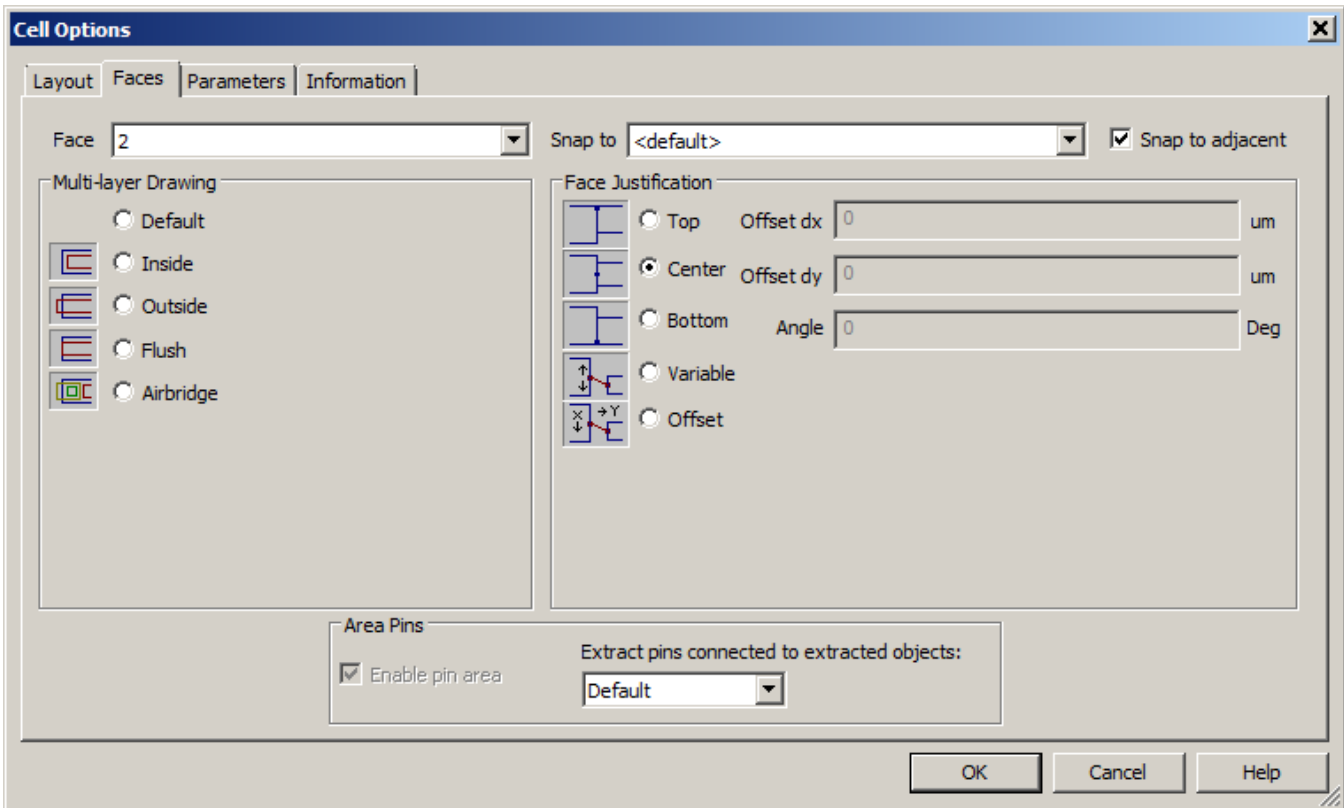 Cell Options
Layout Faces Parameters Information
Face 2 Snap to <default> Snap to adjacent
Multi-layer Drawing
Default
Inside
Outside
Flush
Airbridge
Face Justification
Top Offset dx 0 um
Center Offset dy 0 um
Bottom Angle 0 Deg
Variable
X Y Offset
Area Pins
Enable pin area
Extract pins connected to extracted objects:
Default
OK Cancel Help